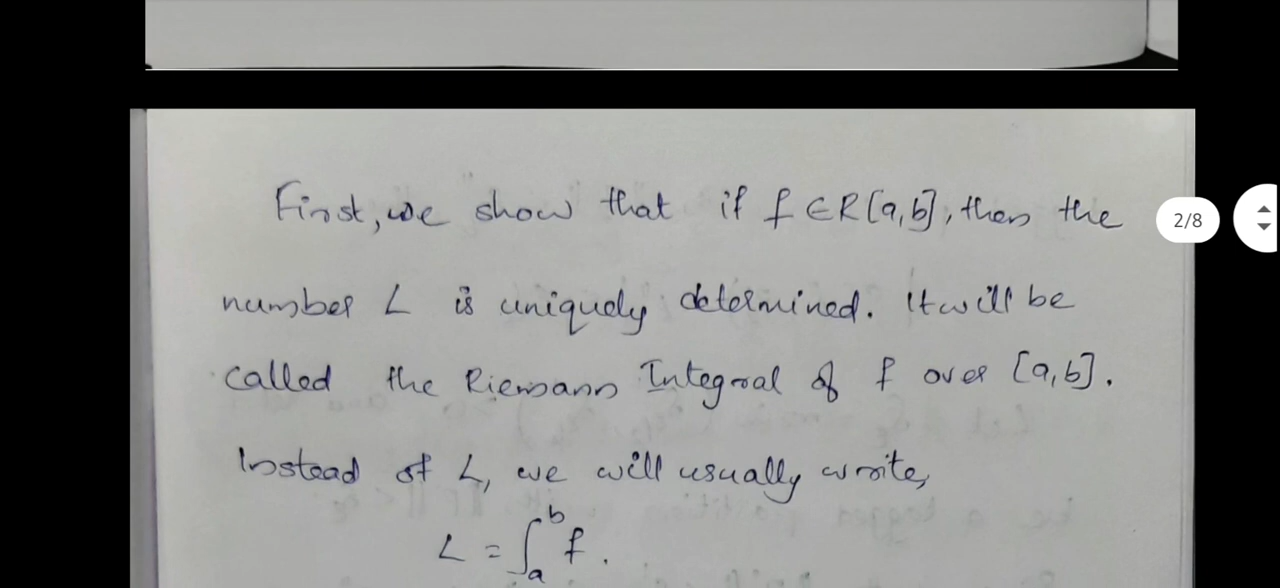 First, we show that if f ∈ R[a,b], then the
2/8
number L is uniquely determined. It will be
called the Riemann Integral of f over [a,b].
Instead of L, we will usually write,
L = ∫_a^b f.